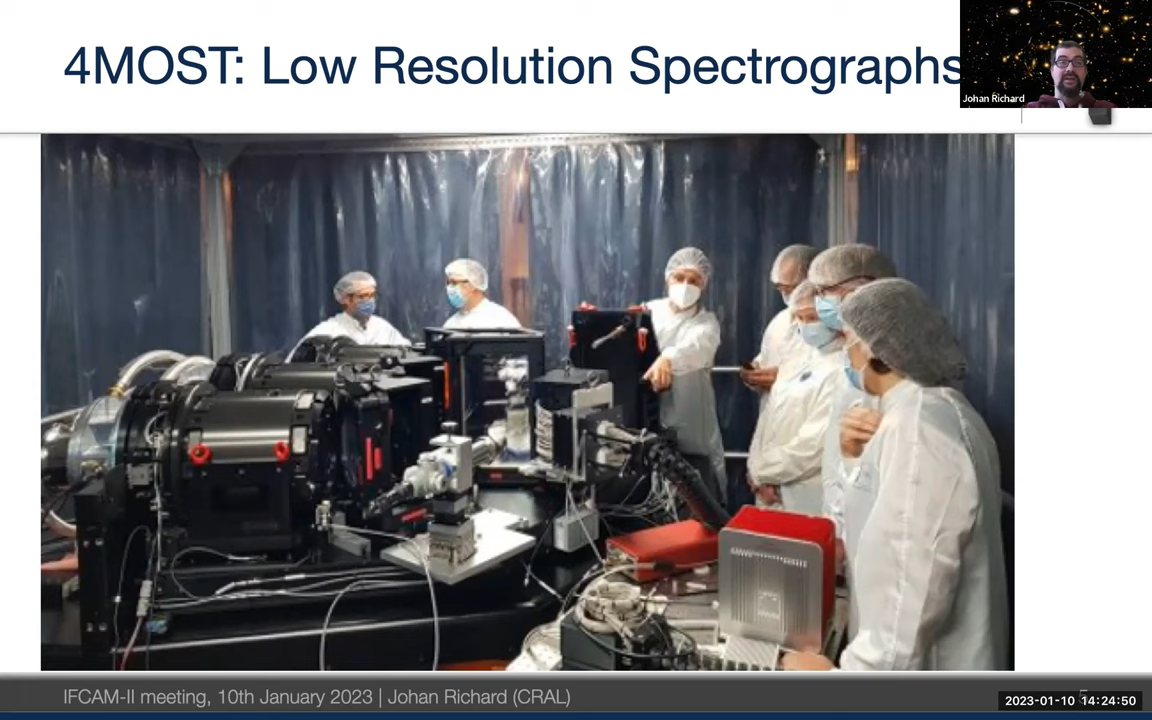 4MOST: Low Resolution Spectrographs
Johan Richard
IFCAM-II meeting, 10th January 2023 | Johan Richard (CRAL)
2023-01-10 14:24:50